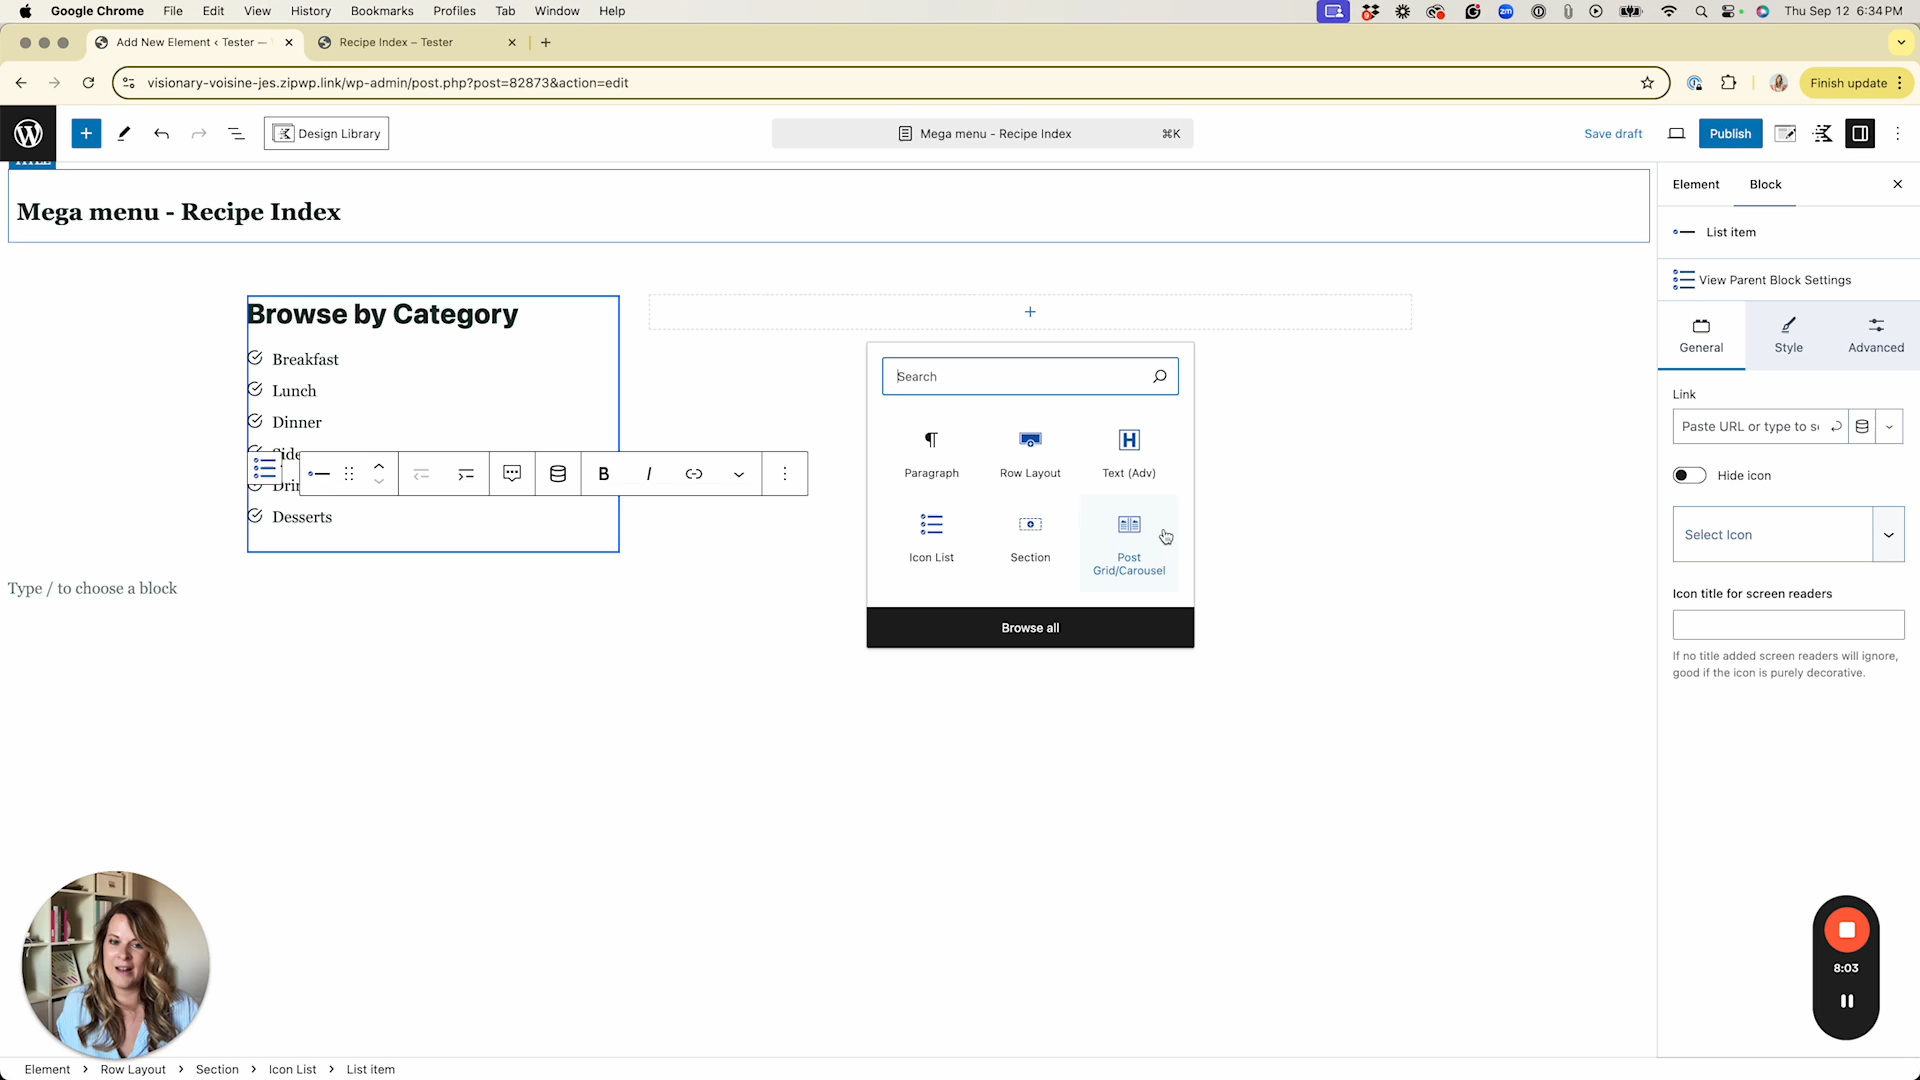 Google Chrome File Edit View History Bookmarks Profiles Tab Window Help
zm
Thu Sep 12 6:34 PM
Add New Element ‹ Tester —
Recipe Index – Tester
visionary-voisine-jes.zipwp.link/wp-admin/post.php?post=82873&action=edit
Finish update
Design Library
Mega menu - Recipe Index
⌘K
Save draft
Publish
TITLE
Mega menu - Recipe Index
Browse by Category
Breakfast
Lunch
Dinner
Side
Drin
Desserts
B I
Type / to choose a block
Search
Paragraph
Row Layout
Text (Adv)
Icon List
Section
Post
Grid/Carousel
Browse all
Element
Block
List item
View Parent Block Settings
General
Style
Advanced
Link
Paste URL or type to s
Hide icon
Select Icon
Icon title for screen readers
If no title added screen readers will ignore,
good if the icon is purely decorative.
8:03
Element › Row Layout › Section › Icon List › List item